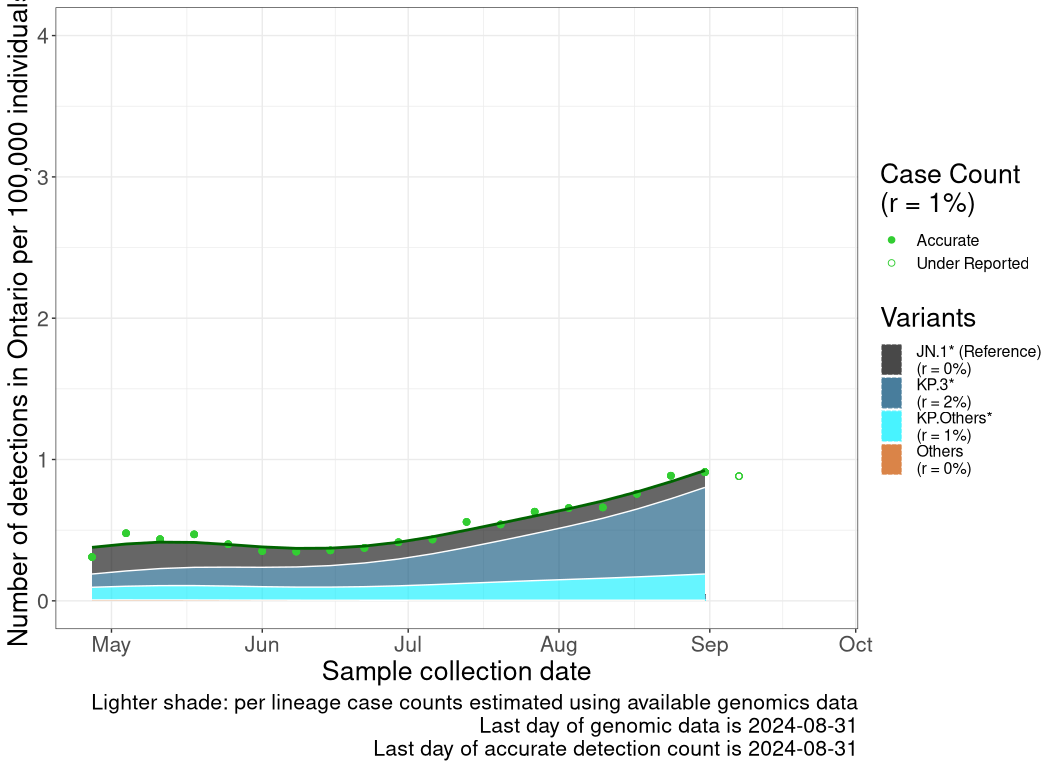 Number of detections in Ontario per 100,000 individuals
4
3
2
1
0
May Jun Jul Aug Sep Oct
Sample collection date
Lighter shade: per lineage case counts estimated using available genomics data
Last day of genomic data is 2024-08-31
Last day of accurate detection count is 2024-08-31
Case Count
(r = 1%)
Accurate
Under Reported
Variants
JN.1* (Reference)
(r = 0%)
KP.3*
(r = 2%)
KP.Others*
(r = 1%)
Others
(r = 0%)